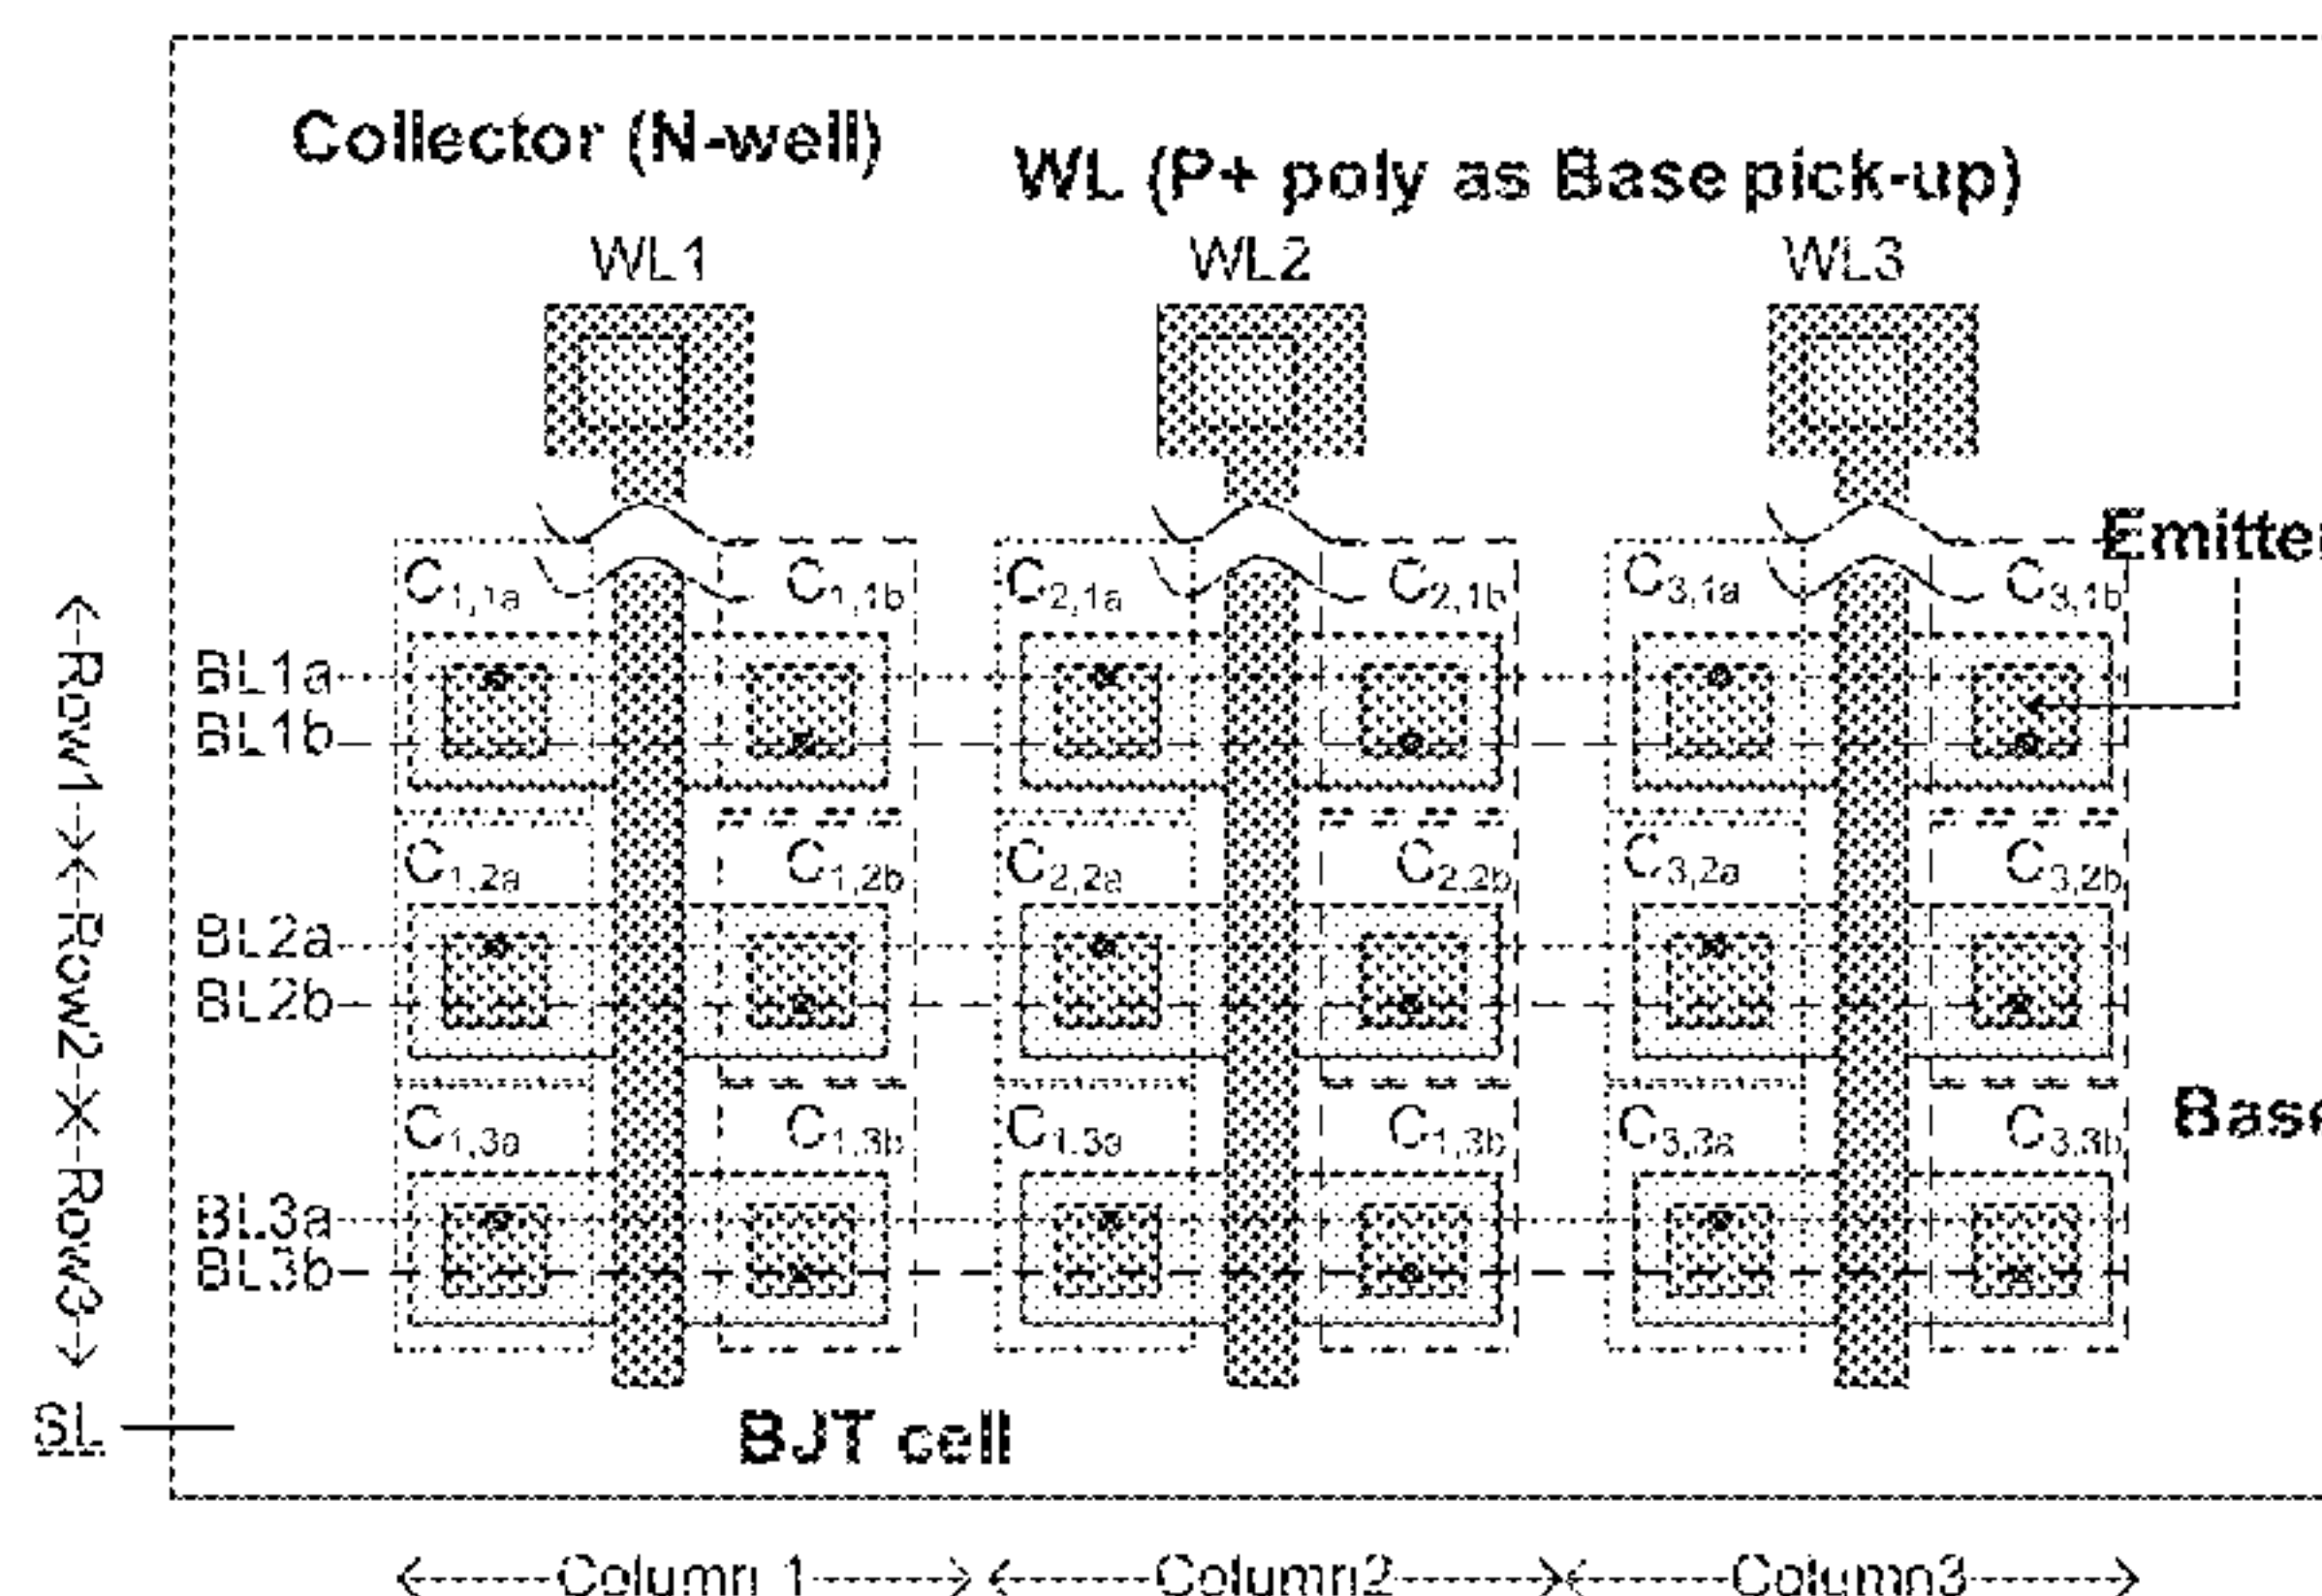 Collector (N-well)
WL (P+ poly as Base pick-up)
WL1 WL2 WL3
Emitte
C1,1a C1,1b C2,1a C2,1b C3,1a C3,1b
BL1a
BL1b
C1,2a C1,2b C2,2a C2,2b C3,2a C3,2b
BL2a
BL2b
C1,3a C1,3b C1,3a C1,3b C3,3a C3,3b
Base
BL3a
BL3b
Row1 Row2 Row3
SL
BJT cell
Column 1 Column2 Column3